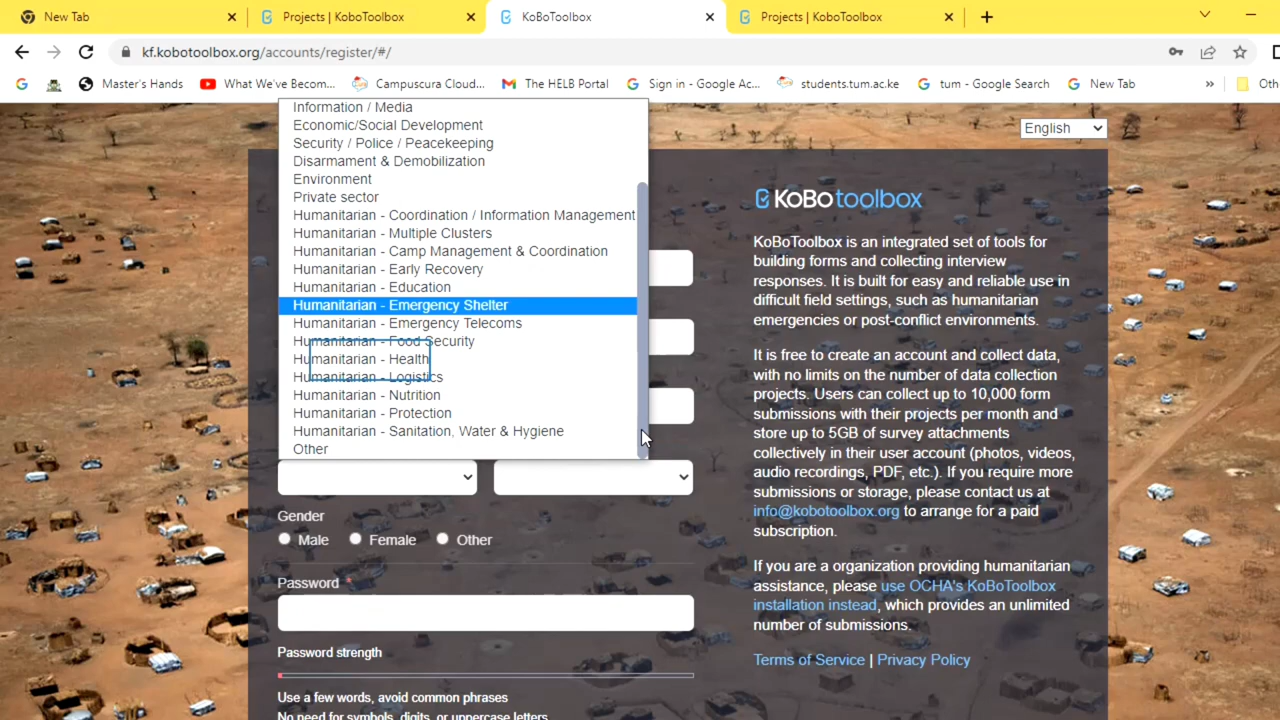 New Tab
Projects | KoboToolbox
KoBoToolbox
Projects | KoboToolbox
kf.kobotoolbox.org/accounts/register/#/
Master's Hands
What We've Becom...
Campuscura Cloud...
The HELB Portal
Sign in - Google Ac...
students.tum.ac.ke
tum - Google Search
New Tab
Oth
English
Information / Media
Economic/Social Development
Security / Police / Peacekeeping
Disarmament & Demobilization
Environment
Private sector
Humanitarian - Coordination / Information Management
Humanitarian - Multiple Clusters
Humanitarian - Camp Management & Coordination
Humanitarian - Early Recovery
Humanitarian - Education
Humanitarian - Emergency Shelter
Humanitarian - Emergency Telecoms
Humanitarian - Food Security
Humanitarian - Health
Humanitarian - Logistics
Humanitarian - Nutrition
Humanitarian - Protection
Humanitarian - Sanitation, Water & Hygiene
Other
Gender
Male Female Other
Password *
Password strength
Use a few words, avoid common phrases
No need for symbols, digits, or uppercase letters
KoBo toolbox
KoBoToolbox is an integrated set of tools for
building forms and collecting interview
responses. It is built for easy and reliable use in
difficult field settings, such as humanitarian
emergencies or post-conflict environments.
It is free to create an account and collect data,
with no limits on the number of data collection
projects. Users can collect up to 10,000 form
submissions with their projects per month and
store up to 5GB of survey attachments
collectively in their user account (photos, videos,
audio recordings, PDF, etc.). If you require more
submissions or storage, please contact us at
info@kobotoolbox.org to arrange for a paid
subscription.
If you are a organization providing humanitarian
assistance, please use OCHA's KoBoToolbox
installation instead, which provides an unlimited
number of submissions.
Terms of Service | Privacy Policy